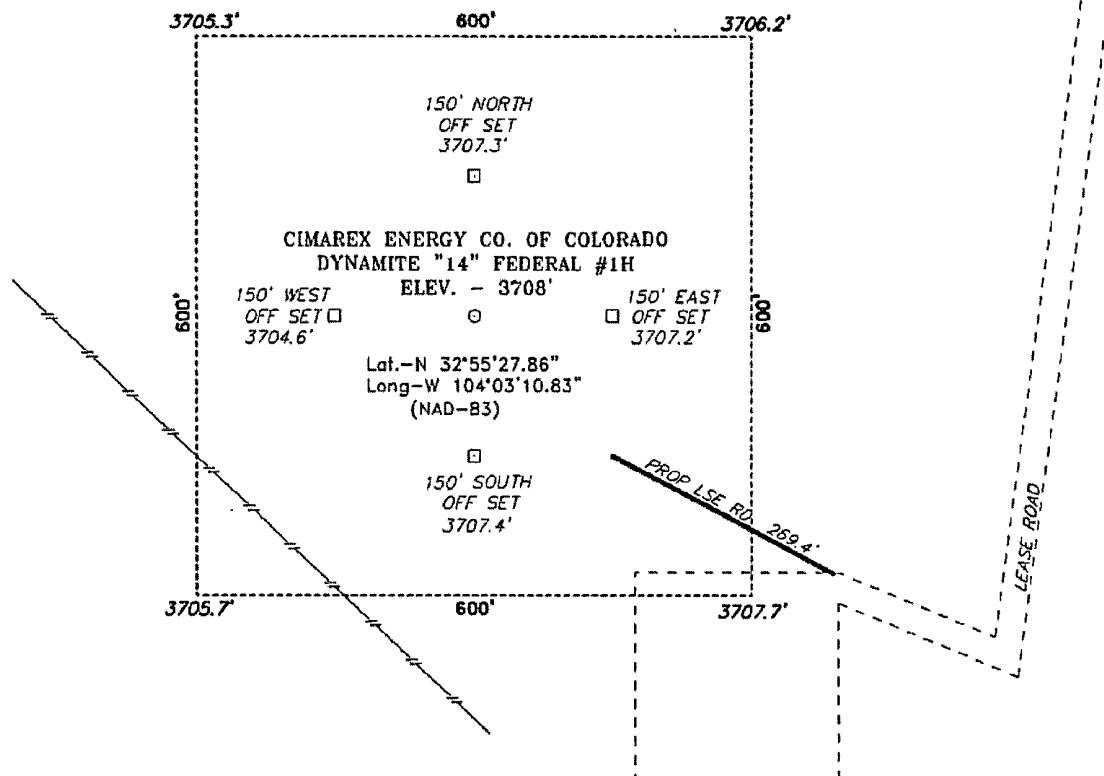 3705.3' 600' 3706.2'
150' NORTH
OFF SET
3707.3'
CIMAREX ENERGY CO. OF COLORADO
DYNAMITE "14" FEDERAL #1H
ELEV. - 3708'
600'
150' WEST
OFF SET
3704.6'
150' EAST
OFF SET
3707.2'
600'
Lat.-N 32°55'27.86"
Long-W 104°03'10.83"
(NAD-83)
150' SOUTH
OFF SET
3707.4'
PROP LSE RD. 269.4'
LEASE ROAD
3705.7' 600' 3707.7'